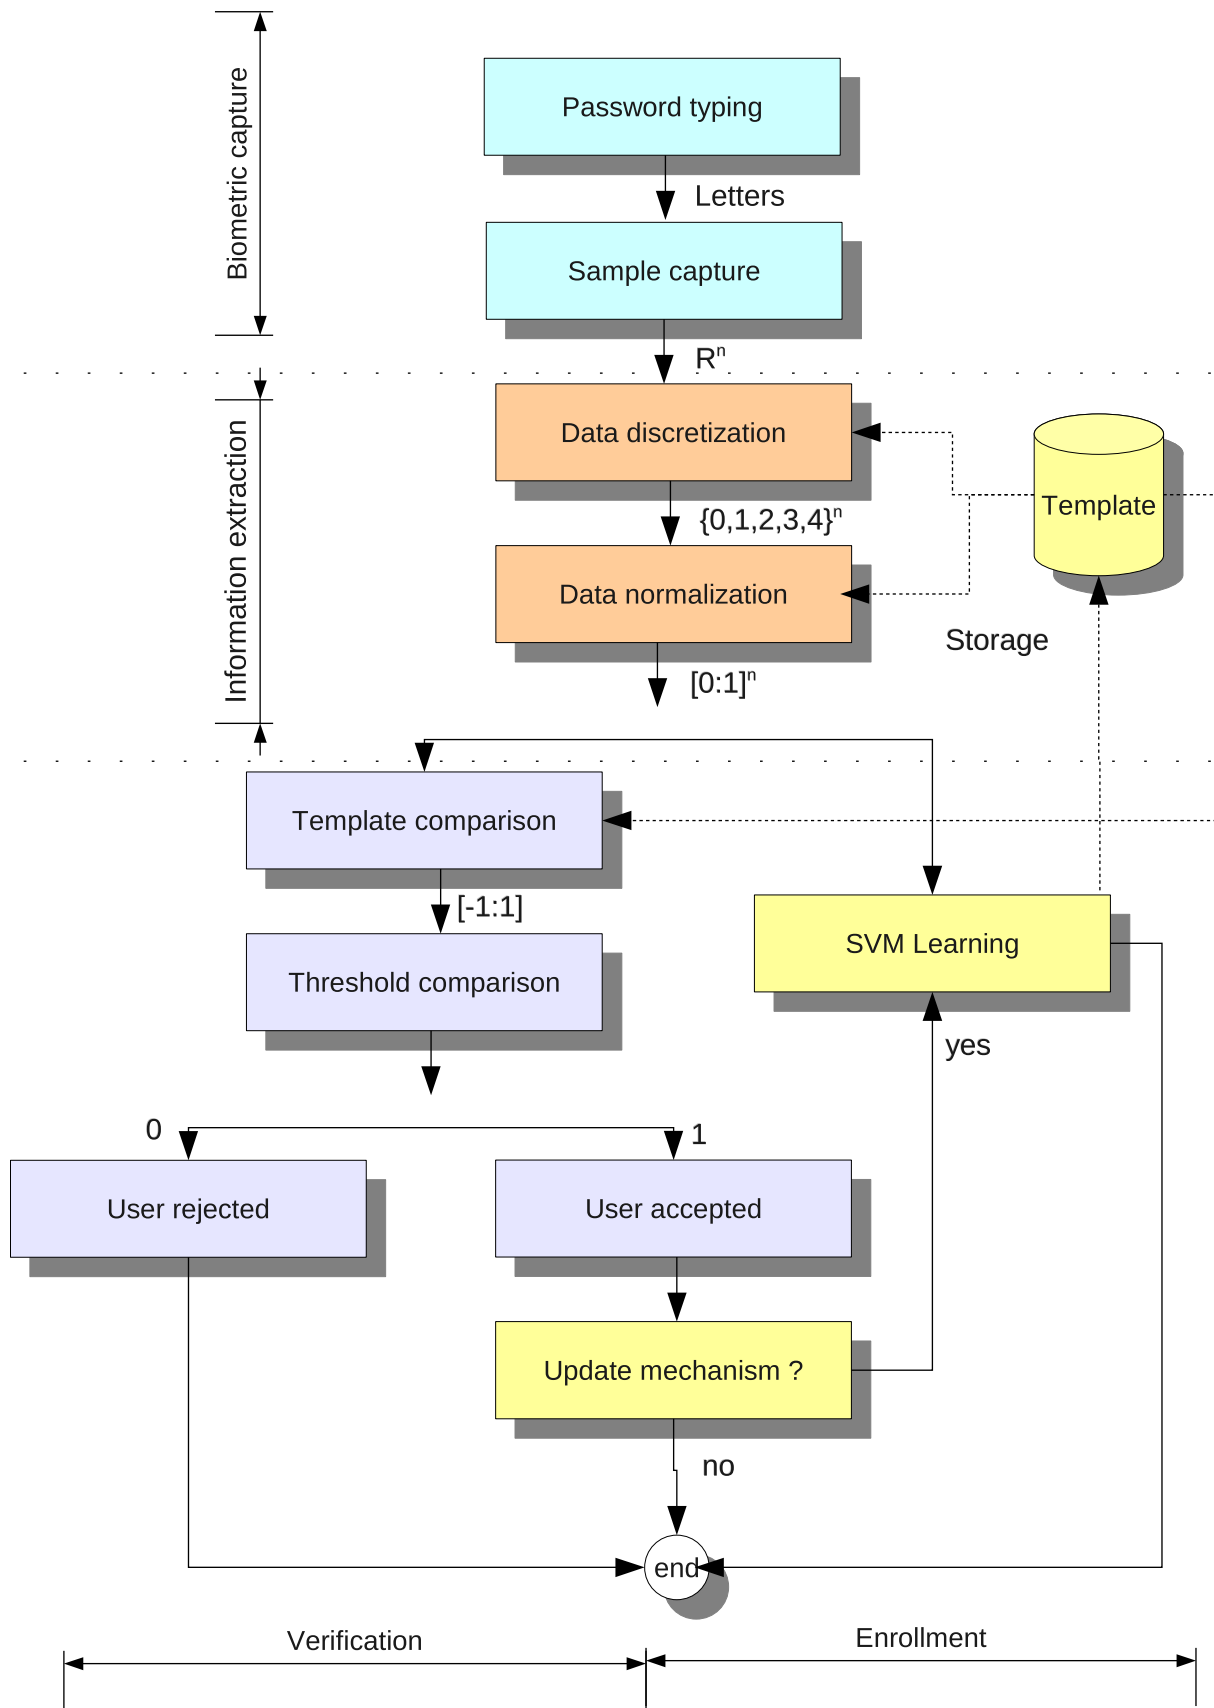 Biometric capture
Password typing
Letters
Sample capture
Rⁿ
Information extraction
Data discretization
{0,1,2,3,4}ⁿ
Template
Data normalization
Storage
[0:1]ⁿ
Template comparison
[-1:1]
SVM Learning
Threshold comparison
yes
0
1
User rejected
User accepted
Update mechanism ?
no
end
Verification
Enrollment